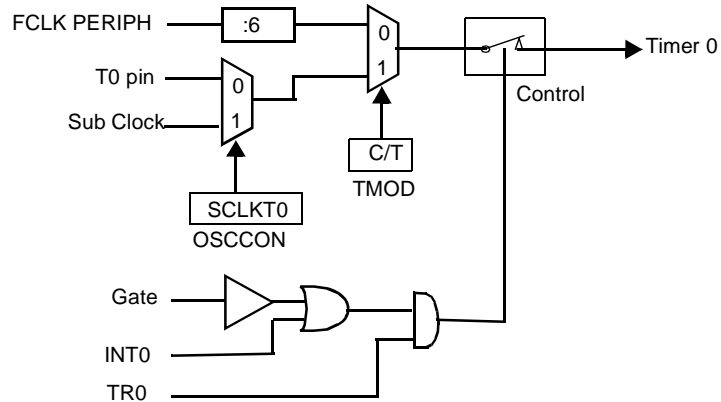 FCLK PERIPH
:6
0
1
Timer 0
T0 pin
0
1
Sub Clock
Control
C/T
TMOD
SCLKT0
OSCCON
Gate
INT0
TR0